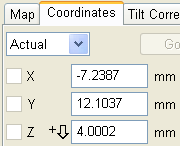 Map Coordinates Tilt Corre
Actual Go
X -7.2387 mm
Y 12.1037 mm
Z + 4.0002 mm